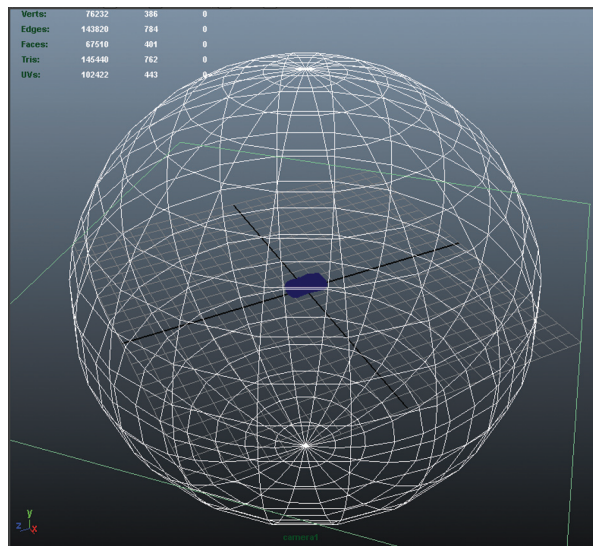 Verts: 76232 386 0
Edges: 143820 784 0
Faces: 67510 401 0
Tris: 145440 762 0
UVs: 102422 443 0
y
z x
camera1